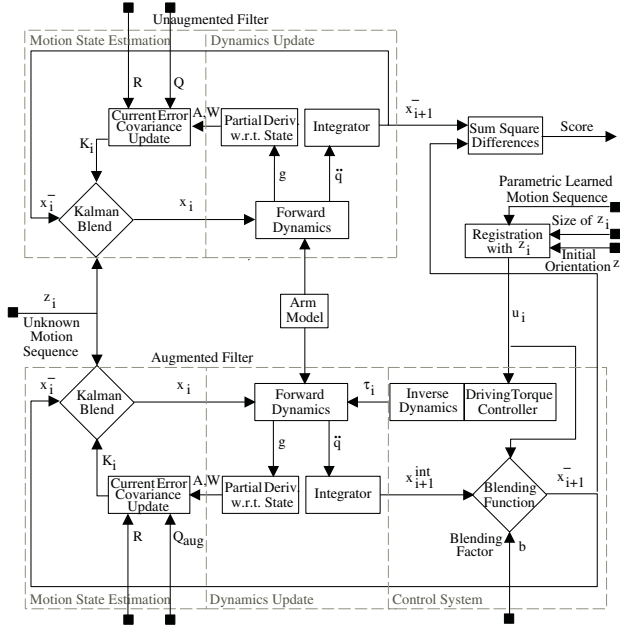 Unaugmented Filter
Motion State Estimation
Dynamics Update
R
Q
Current Error
Covariance
Update
A,W
Partial Deriv.
w.r.t. State
Integrator
x⁻ᵢ₊₁
Sum Square
Differences
Score
Kᵢ
g
q̈
x⁻ᵢ
Kalman
Blend
xᵢ
Forward
Dynamics
Parametric Learned
Motion Sequence
Size of zᵢ
Registration
with zᵢ
Initial
Orientation z
zᵢ
Unknown
Motion
Sequence
Arm
Model
uᵢ
Augmented Filter
x⁻ᵢ
Kalman
Blend
xᵢ
Forward
Dynamics
τᵢ
Inverse
Dynamics
Driving Torque
Controller
g
q̈
Kᵢ
Current Error
Covariance
Update
A,W
Partial Deriv.
w.r.t. State
Integrator
xⁱⁿᵗᵢ₊₁
Blending
Function
x⁻ᵢ₊₁
R
Qaug
Blending
Factor
b
Motion State Estimation
Dynamics Update
Control System